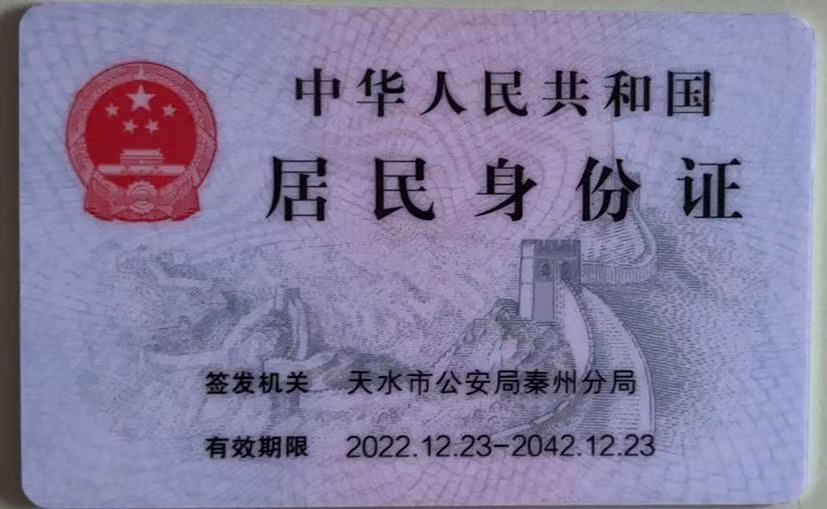 中华人民共和国
居民身份证
签发机关 天水市公安局秦州分局
有效期限 2022.12.23-2042.12.23